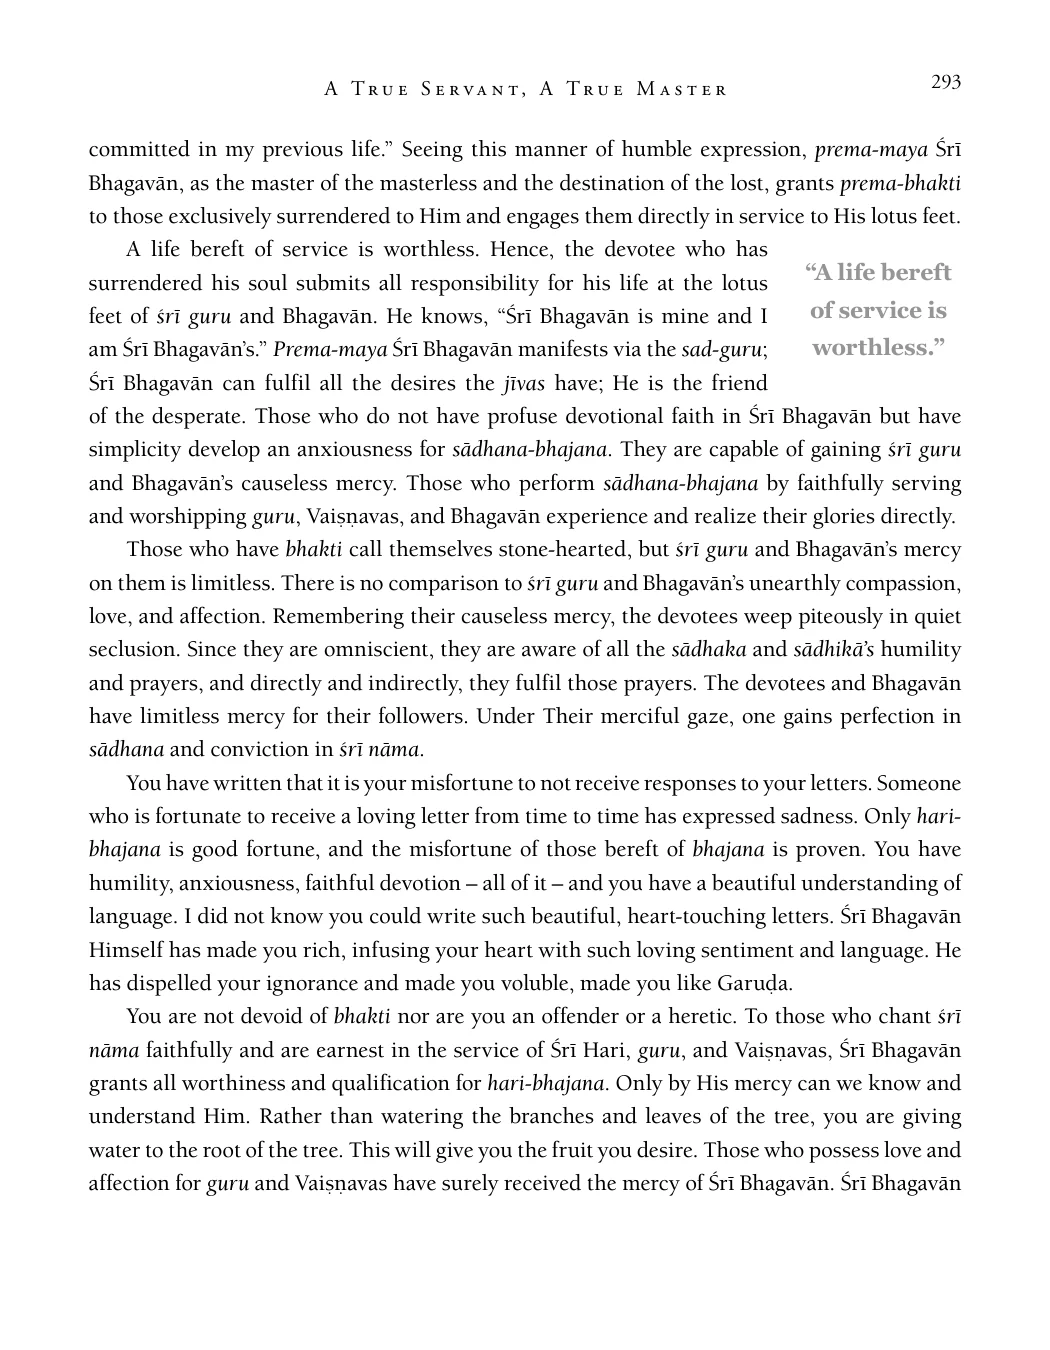 A True Servant, A True Master
293
committed in my previous life.” Seeing this manner of humble expression, prema-maya Śrī
Bhagavān, as the master of the masterless and the destination of the lost, grants prema-bhakti
to those exclusively surrendered to Him and engages them directly in service to His lotus feet.
A life bereft of service is worthless. Hence, the devotee who has
surrendered his soul submits all responsibility for his life at the lotus
feet of śrī guru and Bhagavān. He knows, “Śrī Bhagavān is mine and I
am Śrī Bhagavān’s.” Prema-maya Śrī Bhagavān manifests via the sad-guru;
Śrī Bhagavān can fulfil all the desires the jīvas have; He is the friend
“A life bereft
of service is
worthless.”
of the desperate. Those who do not have profuse devotional faith in Śrī Bhagavān but have
simplicity develop an anxiousness for sādhana-bhajana. They are capable of gaining śrī guru
and Bhagavān’s causeless mercy. Those who perform sādhana-bhajana by faithfully serving
and worshipping guru, Vaiṣṇavas, and Bhagavān experience and realize their glories directly.
Those who have bhakti call themselves stone-hearted, but śrī guru and Bhagavān’s mercy
on them is limitless. There is no comparison to śrī guru and Bhagavān’s unearthly compassion,
love, and affection. Remembering their causeless mercy, the devotees weep piteously in quiet
seclusion. Since they are omniscient, they are aware of all the sādhaka and sādhikā’s humility
and prayers, and directly and indirectly, they fulfil those prayers. The devotees and Bhagavān
have limitless mercy for their followers. Under Their merciful gaze, one gains perfection in
sādhana and conviction in śrī nāma.
You have written that it is your misfortune to not receive responses to your letters. Someone
who is fortunate to receive a loving letter from time to time has expressed sadness. Only hari-
bhajana is good fortune, and the misfortune of those bereft of bhajana is proven. You have
humility, anxiousness, faithful devotion – all of it – and you have a beautiful understanding of
language. I did not know you could write such beautiful, heart-touching letters. Śrī Bhagavān
Himself has made you rich, infusing your heart with such loving sentiment and language. He
has dispelled your ignorance and made you voluble, made you like Garuḍa.
You are not devoid of bhakti nor are you an offender or a heretic. To those who chant śrī
nāma faithfully and are earnest in the service of Śrī Hari, guru, and Vaiṣṇavas, Śrī Bhagavān
grants all worthiness and qualification for hari-bhajana. Only by His mercy can we know and
understand Him. Rather than watering the branches and leaves of the tree, you are giving
water to the root of the tree. This will give you the fruit you desire. Those who possess love and
affection for guru and Vaiṣṇavas have surely received the mercy of Śrī Bhagavān. Śrī Bhagavān